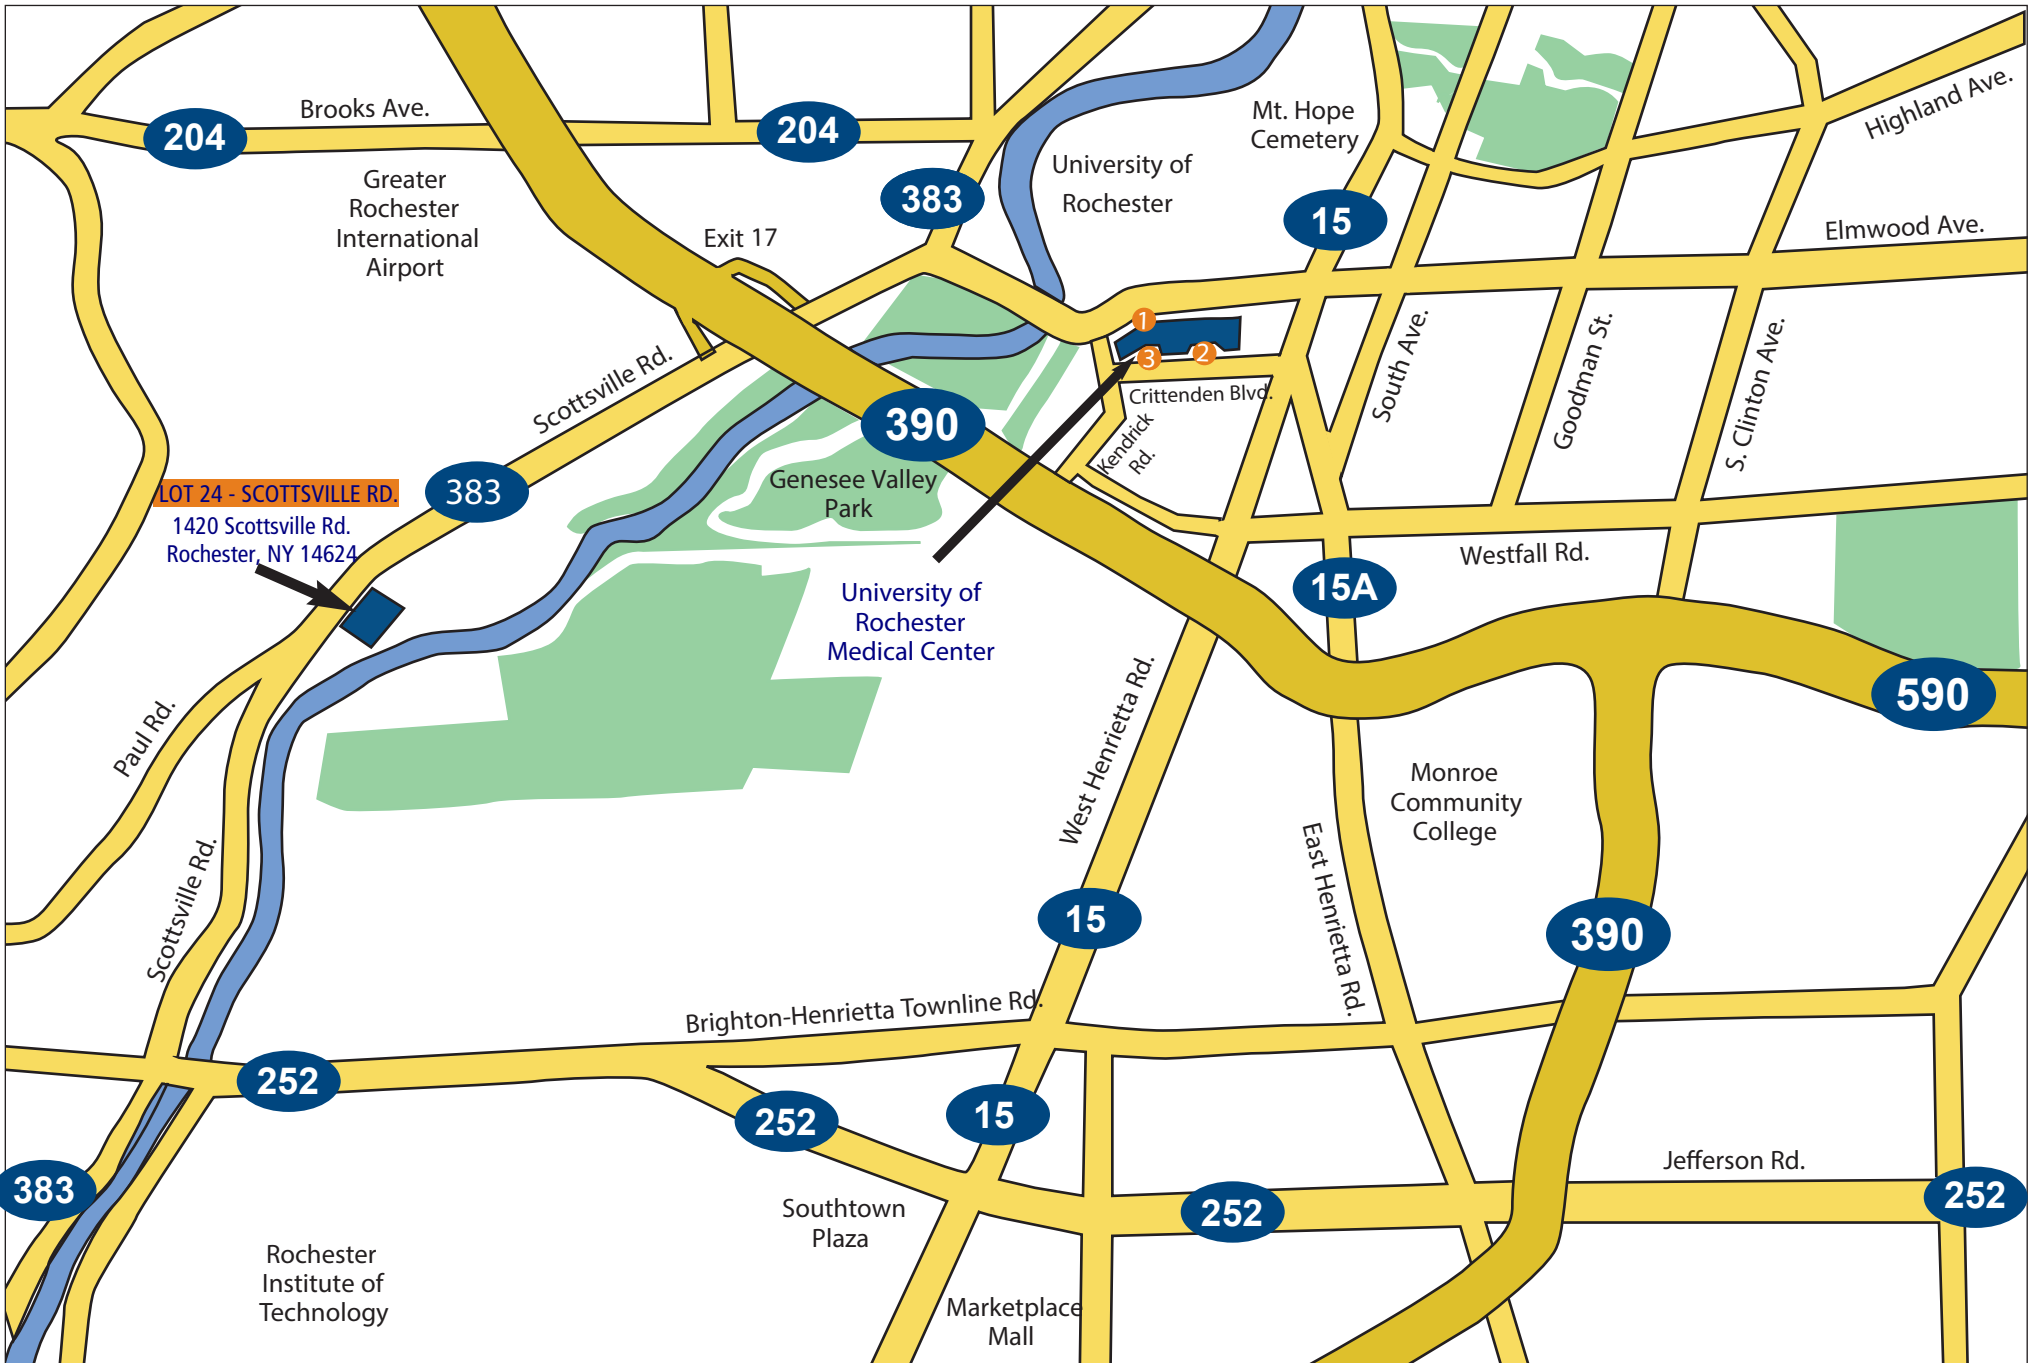 Brooks Ave.
204
204
Mt. Hope
Cemetery
Highland Ave.
Greater
Rochester
International
Airport
383
University of
Rochester
15
Exit 17
Elmwood Ave.
1
2
3
Scottsville Rd.
Crittenden Blvd.
Kendrick
Rd.
South Ave.
Goodman St.
S. Clinton Ave.
390
LOT 24 - SCOTTSVILLE RD.
1420 Scottsville Rd.
Rochester, NY 14624
383
Genesee Valley
Park
Westfall Rd.
15A
University of
Rochester
Medical Center
590
Paul Rd.
West Henrietta Rd.
Monroe
Community
College
Scottsville Rd.
East Henrietta Rd.
15
390
Brighton-Henrietta Townline Rd.
252
252
15
Jefferson Rd.
383
252
252
Southtown
Plaza
Rochester
Institute of
Technology
Marketplace
Mall